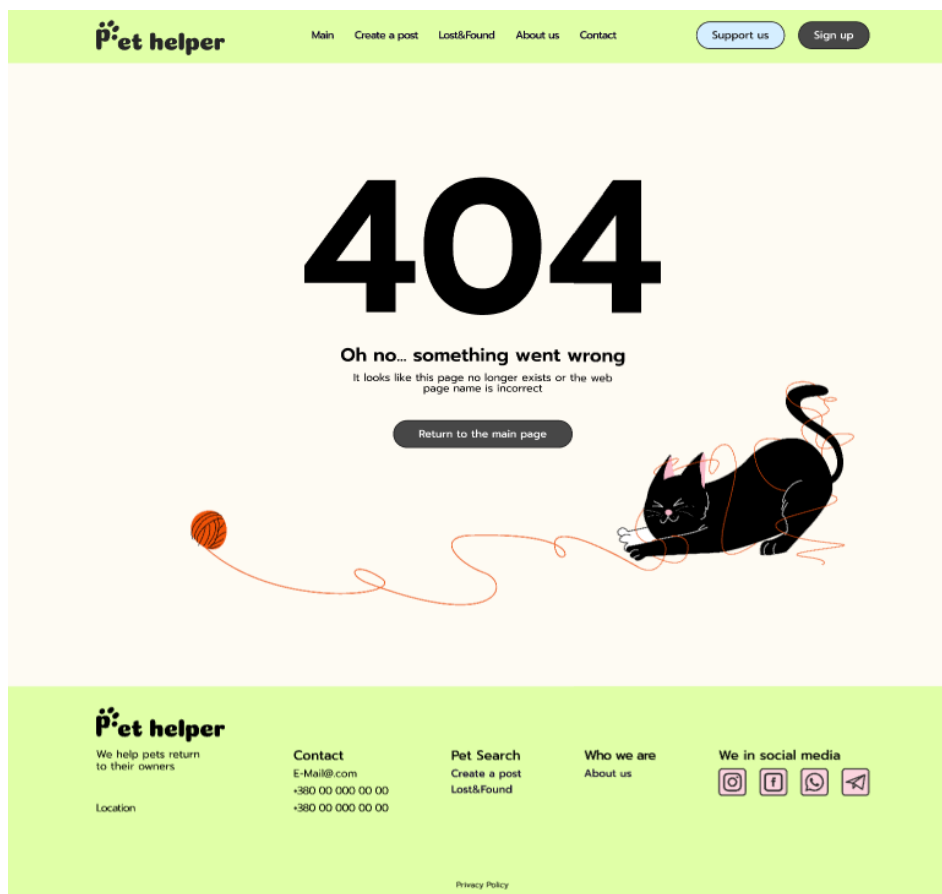 Pet helper
Main Create a post Lost&Found About us Contact Support us Sign up
404
Oh no... something went wrong
It looks like this page no longer exists or the web
page name is incorrect
Return to the main page
Pet helper
We help pets return
to their owners
Location
Contact
E-Mail@.com
+380 00 000 00 00
+380 00 000 00 00
Pet Search
Create a post
Lost&Found
Who we are
About us
We in social media
Privacy Policy